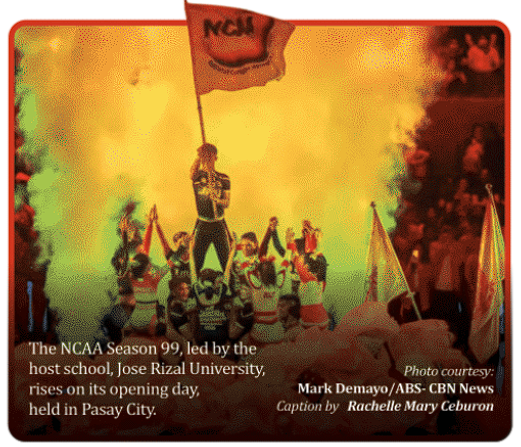 NCAA
The NCAA Season 99, led by the
host school, Jose Rizal University,
rises on its opening day,
held in Pasay City.
Photo courtesy:
Mark Demayo/ABS- CBN News
Caption by Rachelle Mary Ceburon